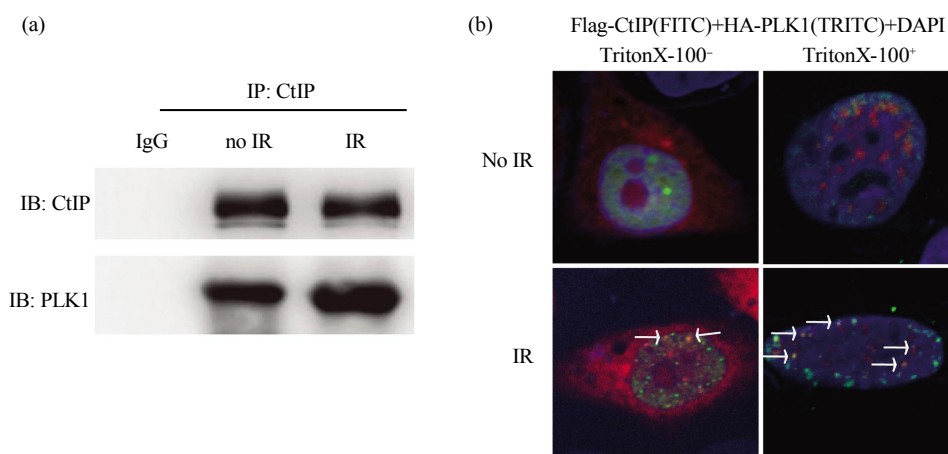 (a)
IP: CtIP
IgG no IR IR
IB: CtIP
IB: PLK1
(b)
Flag-CtIP(FITC)+HA-PLK1(TRITC)+DAPI
TritonX-100⁻ TritonX-100⁺
No IR
IR